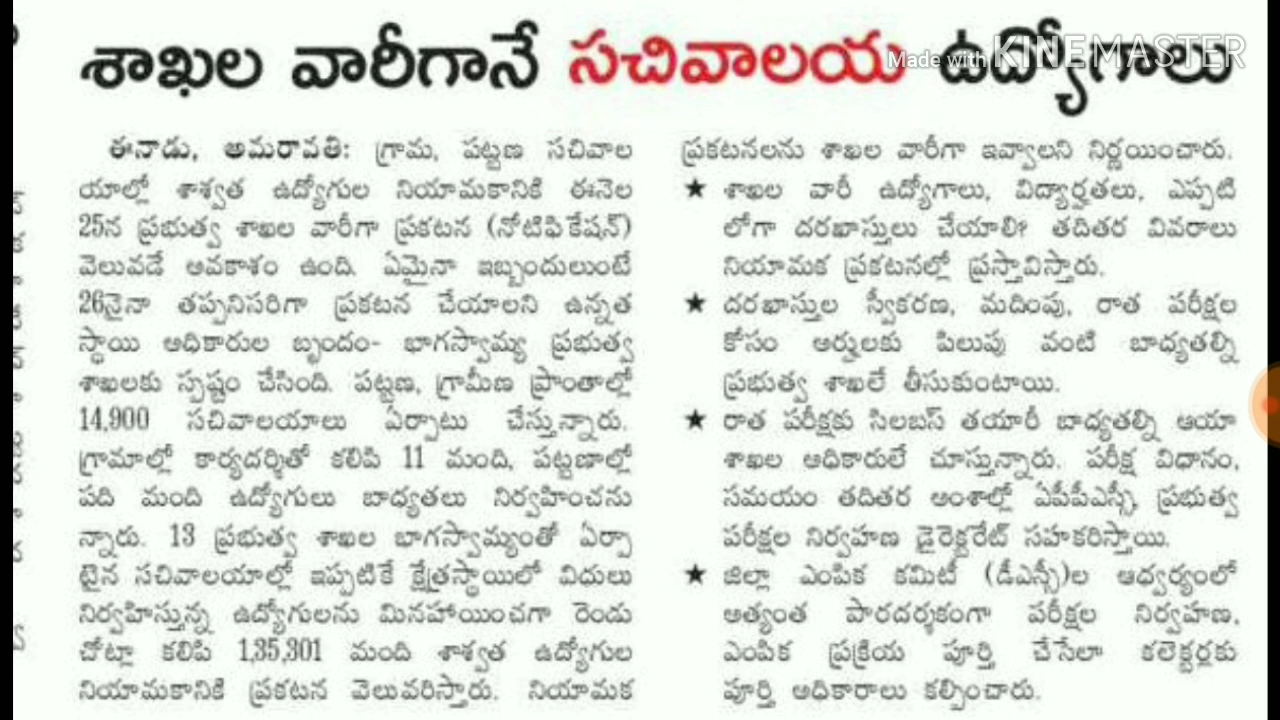 శాఖల వారీగానే సచివాలయ ఉద్యోగాలు
Made with KINEMASTER
ఈనాడు, అమరావతి: గ్రామ, పట్టణ సచివాల
యాల్లో శాశ్వత ఉద్యోగుల నియామకానికి ఈనెల
25న ప్రభుత్వ శాఖల వారీగా ప్రకటన (నోటిఫికేషన్)
వెలువడే అవకాశం ఉంది. ఏమైనా ఇబ్బందులుంటే
26నైనా తప్పనిసరిగా ప్రకటన చేయాలని ఉన్నత
స్థాయి అధికారుల బృందం- భాగస్వామ్య ప్రభుత్వ
శాఖలకు స్పష్టం చేసింది. పట్టణ, గ్రామీణ ప్రాంతాల్లో
14,900 సచివాలయాలు ఏర్పాటు చేస్తున్నారు.
గ్రామాల్లో కార్యదర్శితో కలిపి 11 మంది, పట్టణాల్లో
పది మంది ఉద్యోగులు బాధ్యతలు నిర్వహించను
న్నారు. 13 ప్రభుత్వ శాఖల భాగస్వామ్యంతో ఏర్పా
టైన సచివాలయాల్లో ఇప్పటికే క్షేత్రస్థాయిలో విధులు
నిర్వహిస్తున్న ఉద్యోగులను మినహాయించగా రెండు
చోట్లా కలిపి 1,35,301 మంది శాశ్వత ఉద్యోగుల
నియామకానికి ప్రకటన వెలువరిస్తారు. నియామక
ప్రకటనలను శాఖల వారీగా ఇవ్వాలని నిర్ణయించారు.
★ శాఖల వారీ ఉద్యోగాలు, విద్యార్హతలు, ఎప్పటి
లోగా దరఖాస్తులు చేయాలి? తదితర వివరాలు
నియామక ప్రకటనల్లో ప్రస్తావిస్తారు.
★ దరఖాస్తుల స్వీకరణ, మదింపు, రాత పరీక్షల
కోసం అర్హులకు పిలుపు వంటి బాధ్యతల్ని
ప్రభుత్వ శాఖలే తీసుకుంటాయి.
★ రాత పరీక్షకు సిలబస్ తయారీ బాద్యతల్ని ఆయా
శాఖల అధికారులే చూస్తున్నారు. పరీక్ష విధానం,
సమయం తదితర అంశాల్లో ఏపీపీఎస్సీ, ప్రభుత్వ
పరీక్షల నిర్వహణ డైరెక్టరేట్ సహకరిస్తాయి.
★ జిల్లా ఎంపిక కమిటీ (డీఎస్సీ)ల ఆధ్వర్యంలో
అత్యంత పారదర్శకంగా పరీక్షల నిర్వహణ,
ఎంపిక ప్రక్రియ పూర్తి చేసేలా కలెక్టర్లకు
పూర్తి అధికారాలు కల్పించారు.